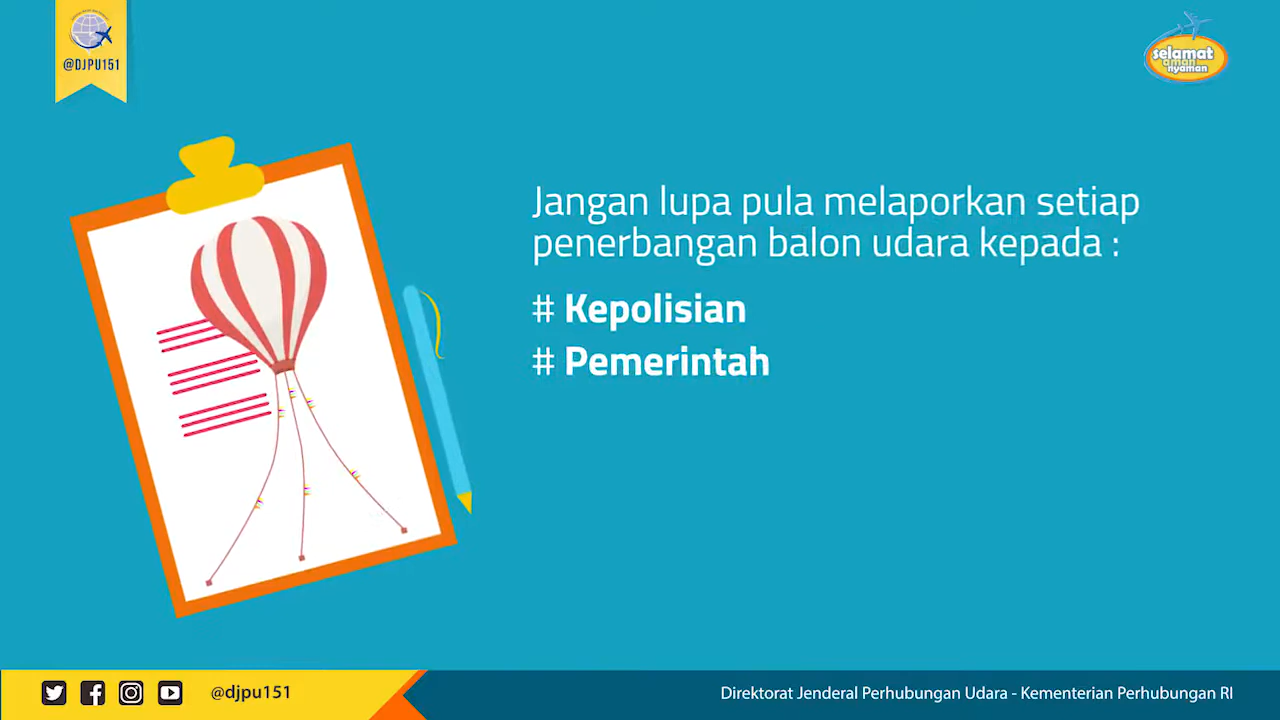 @DJPU151
selamat
aman
nyaman
Jangan lupa pula melaporkan setiap
penerbangan balon udara kepada :
# Kepolisian
# Pemerintah
@djpu151
Direktorat Jenderal Perhubungan Udara - Kementerian Perhubungan RI